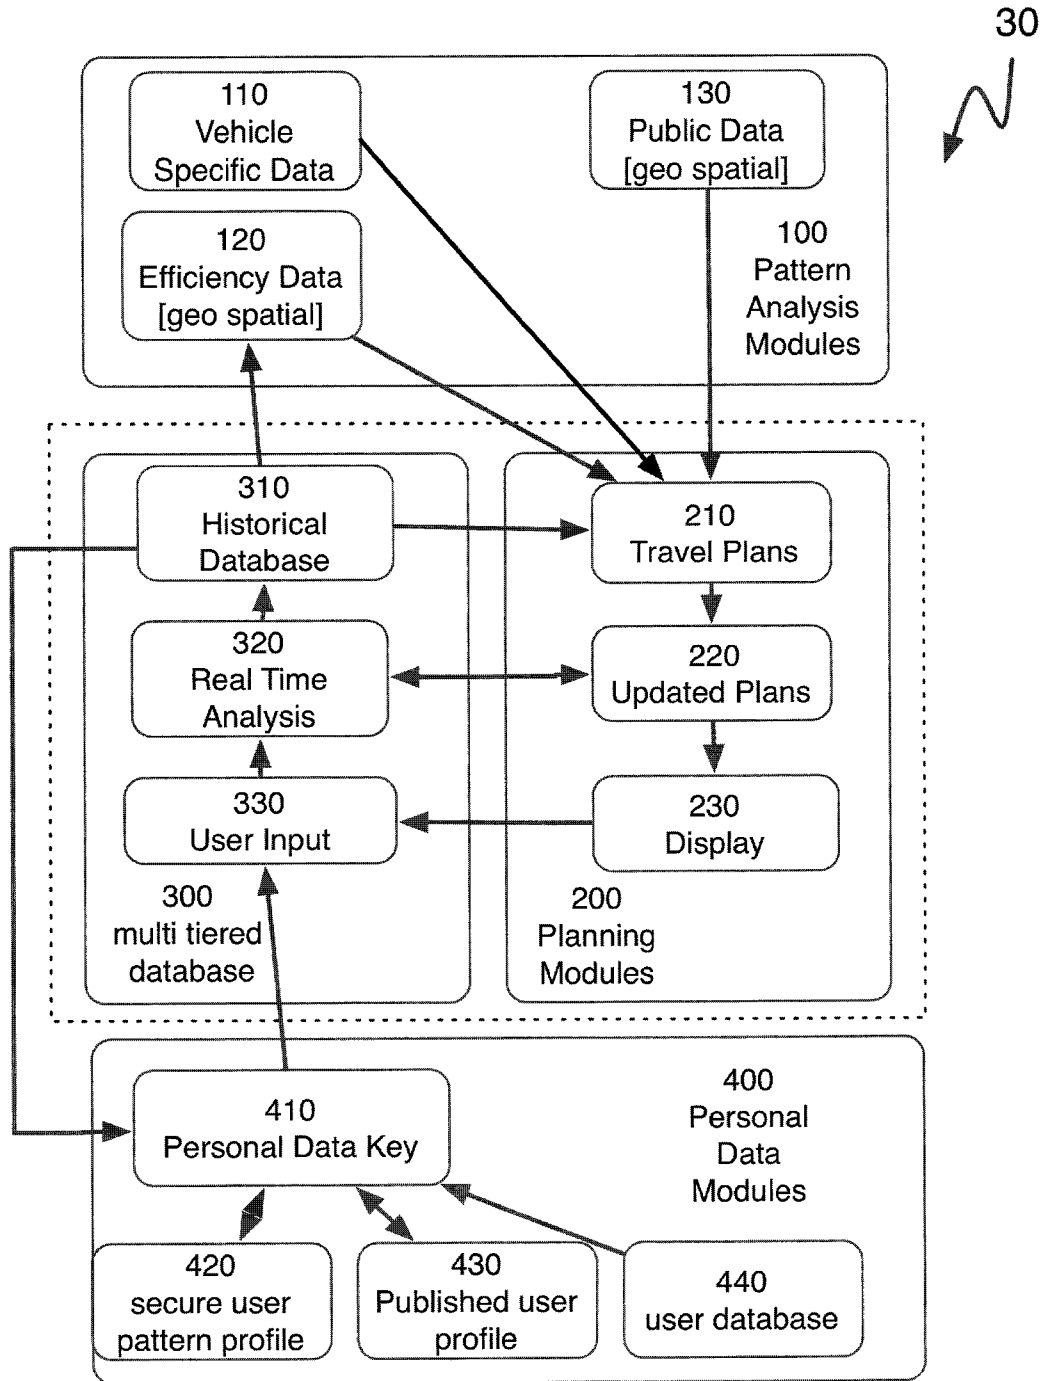 30
110
Vehicle
Specific Data
130
Public Data
[geo spatial]
120
Efficiency Data
[geo spatial]
100
Pattern
Analysis
Modules
310
Historical
Database
210
Travel Plans
320
Real Time
Analysis
220
Updated Plans
330
User Input
230
Display
300
multi tiered
database
200
Planning
Modules
410
Personal Data Key
400
Personal
Data
Modules
420
secure user
pattern profile
430
Published user
profile
440
user database